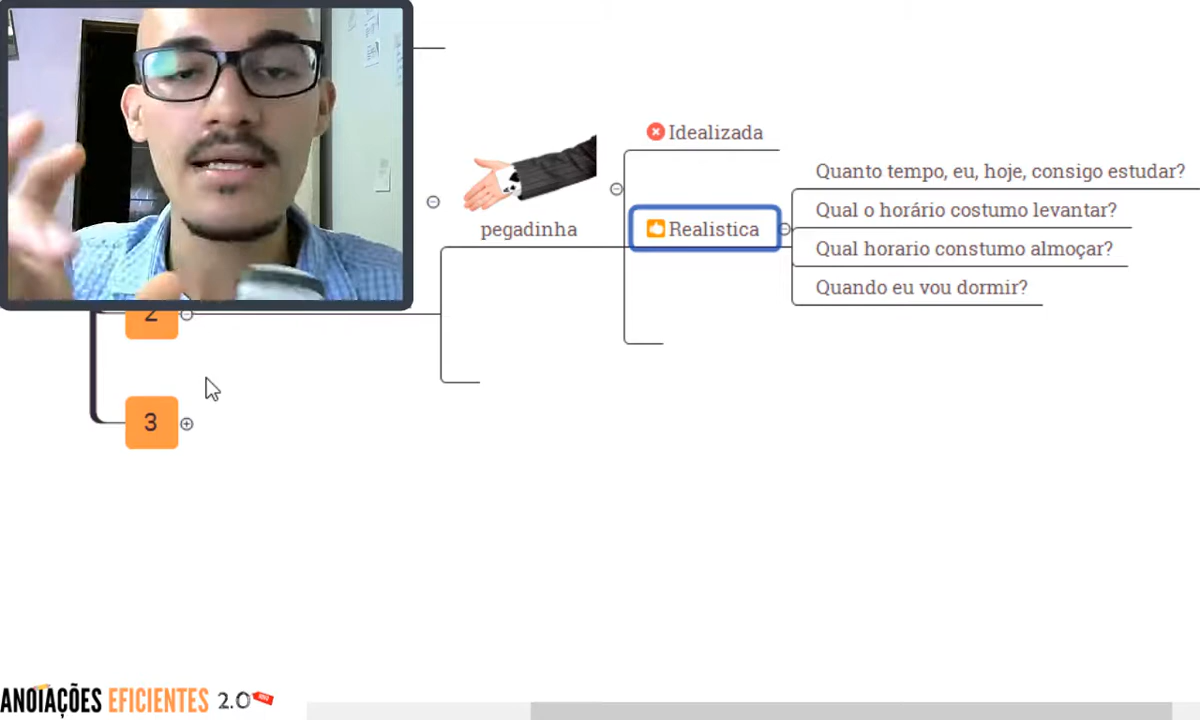 Idealizada
Quanto tempo, eu, hoje, consigo estudar?
Qual o horário costumo levantar?
pegadinha
Realistica
Qual horario constumo almoçar?
Quando eu vou dormir?
2
3
ANOTAÇÕES EFICIENTES 2.0